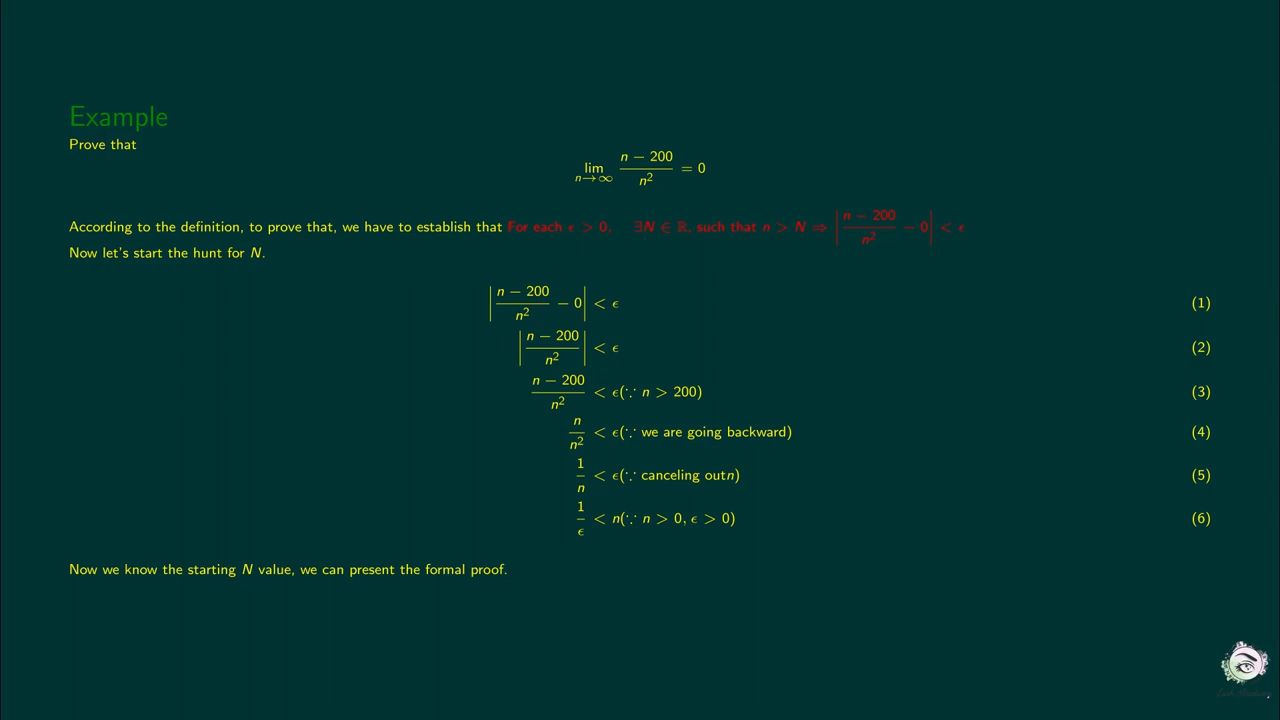 Example
Prove that
lim n→∞ (n − 200)/n² = 0
According to the definition, to prove that, we have to establish that For each ϵ > 0, ∃N ∈ ℝ, such that n > N ⇒ |(n − 200)/n² − 0| < ϵ
Now let's start the hunt for N.
|(n − 200)/n² − 0| < ϵ (1)
|(n − 200)/n²| < ϵ (2)
(n − 200)/n² < ϵ(∵ n > 200) (3)
n/n² < ϵ(∵ we are going backward) (4)
1/n < ϵ(∵ canceling outn) (5)
1/ϵ < n(∵ n > 0, ϵ > 0) (6)
Now we know the starting N value, we can present the formal proof.